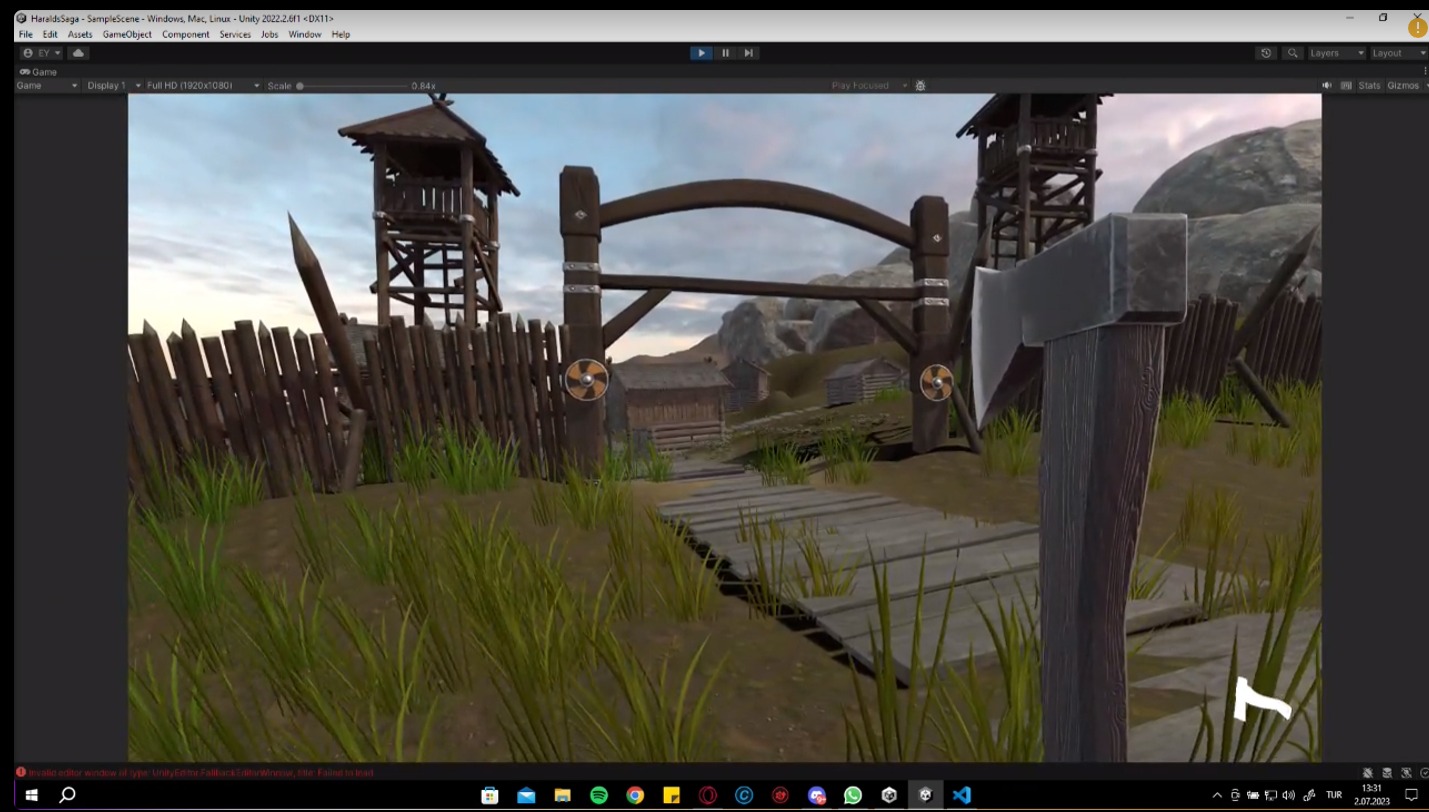 HaraldsSaga - SampleScene - Windows, Mac, Linux - Unity 2022.2.6f1 <DX11>
File Edit Assets GameObject Component Services Jobs Window Help
EY Layers Layout
Game
Game Display 1 Full HD (1920x1080) Scale 0.84x Play Focused Stats Gizmos
Invalid editor window of type: UnityEditor.FallbackEditorWindow, title: Failed to load
TUR 13:31
2.07.2023